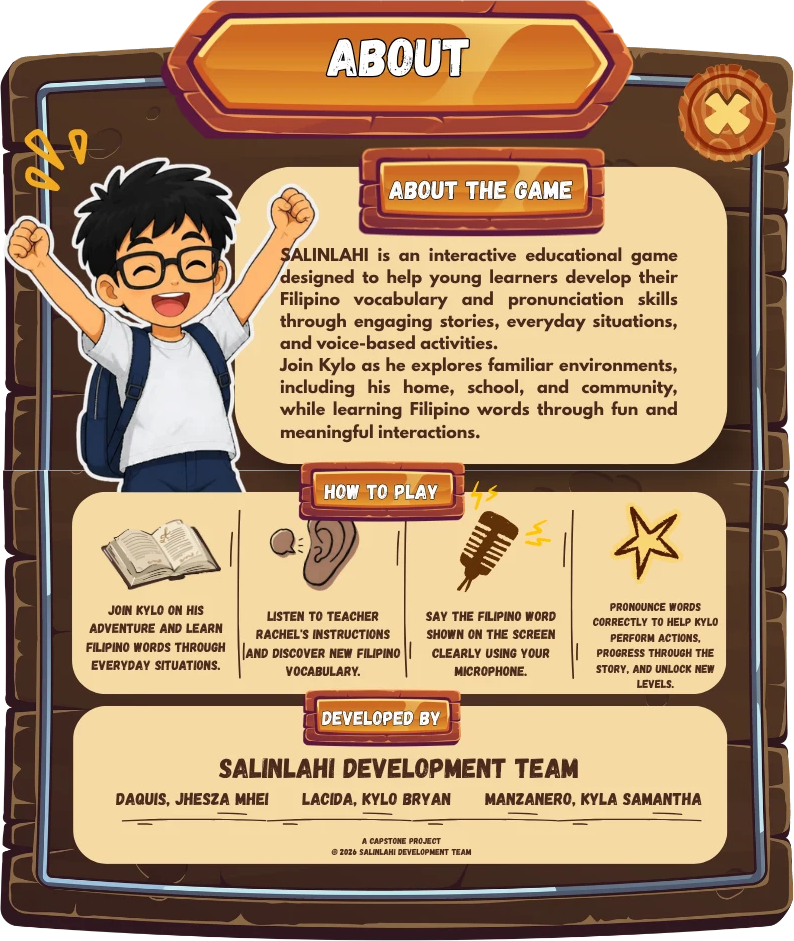 ABOUT
ABOUT THE GAME
SALINLAHI is an interactive educational game
designed to help young learners develop their
Filipino vocabulary and pronunciation skills
through engaging stories, everyday situations,
and voice-based activities.
Join Kylo as he explores familiar environments,
including his home, school, and community,
while learning Filipino words through fun and
meaningful interactions.
HOW TO PLAY
JOIN KYLO ON HIS
ADVENTURE AND LEARN
FILIPINO WORDS THROUGH
EVERYDAY SITUATIONS.
LISTEN TO TEACHER
RACHEL'S INSTRUCTIONS
AND DISCOVER NEW FILIPINO
VOCABULARY.
SAY THE FILIPINO WORD
SHOWN ON THE SCREEN
CLEARLY USING YOUR
MICROPHONE.
PRONOUNCE WORDS
CORRECTLY TO HELP KYLO
PERFORM ACTIONS,
PROGRESS THROUGH THE
STORY, AND UNLOCK NEW
LEVELS.
DEVELOPED BY
SALINLAHI DEVELOPMENT TEAM
DAQUIS, JHESZA MHEI LACIDA, KYLO BRYAN MANZANERO, KYLA SAMANTHA
A CAPSTONE PROJECT
© 2026 SALINLAHI DEVELOPMENT TEAM